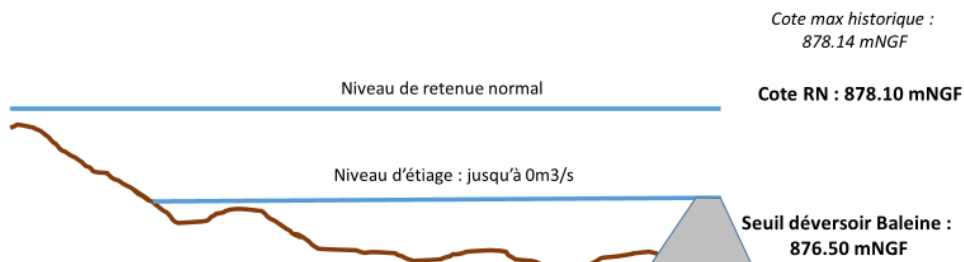 Cote max historique :
878.14 mNGF
Niveau de retenue normal
Cote RN : 878.10 mNGF
Niveau d'étiage : jusqu'à 0m3/s
Seuil déversoir Baleine :
876.50 mNGF